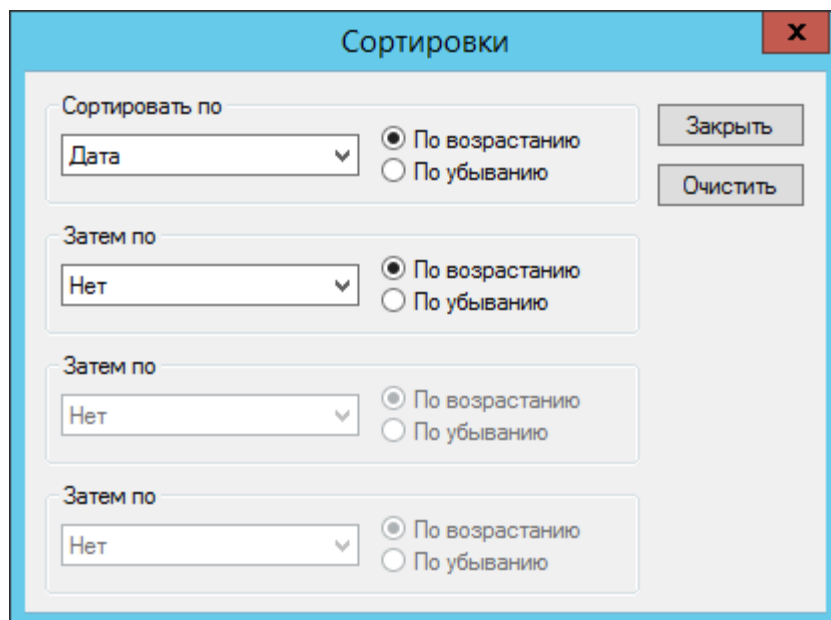 Сортировки
x
Сортировать по
Дата
По возрастанию
По убыванию
Закрыть
Очистить
Затем по
Нет
По возрастанию
По убыванию
Затем по
Нет
По возрастанию
По убыванию
Затем по
Нет
По возрастанию
По убыванию